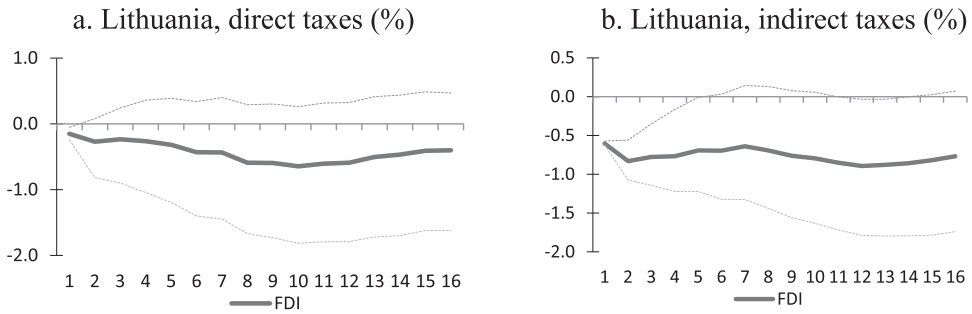 a. Lithuania, direct taxes (%)
1.0
0.0
-1.0
-2.0
1 2 3 4 5 6 7 8 9 10 11 12 13 14 15 16
FDI
b. Lithuania, indirect taxes (%)
0.5
0.0
-0.5
-1.0
-1.5
-2.0
1 2 3 4 5 6 7 8 9 10 11 12 13 14 15 16
FDI